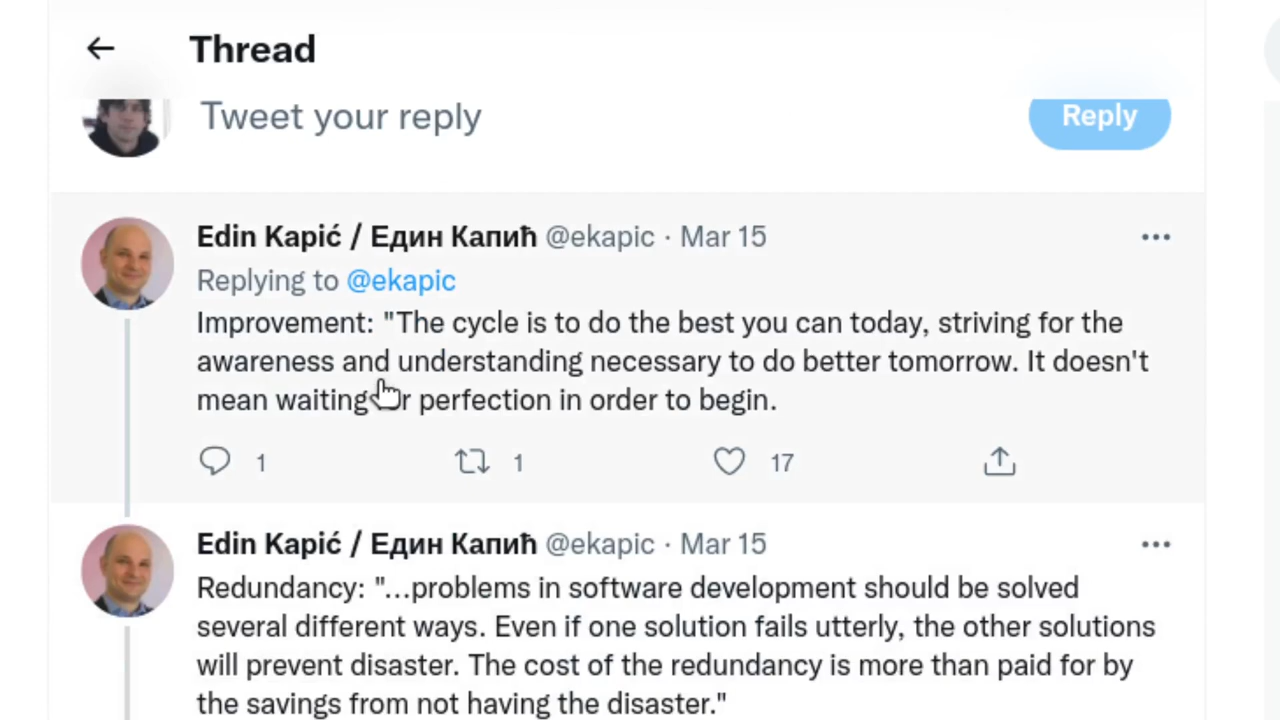 Thread
Tweet your reply
Reply
Edin Kapić / Един Капић @ekapic · Mar 15
Replying to @ekapic
Improvement: "The cycle is to do the best you can today, striving for the
awareness and understanding necessary to do better tomorrow. It doesn't
mean waiting perfection in order to begin.
1 1 17
Edin Kapić / Един Капић @ekapic · Mar 15
Redundancy: "...problems in software development should be solved
several different ways. Even if one solution fails utterly, the other solutions
will prevent disaster. The cost of the redundancy is more than paid for by
the savings from not having the disaster."